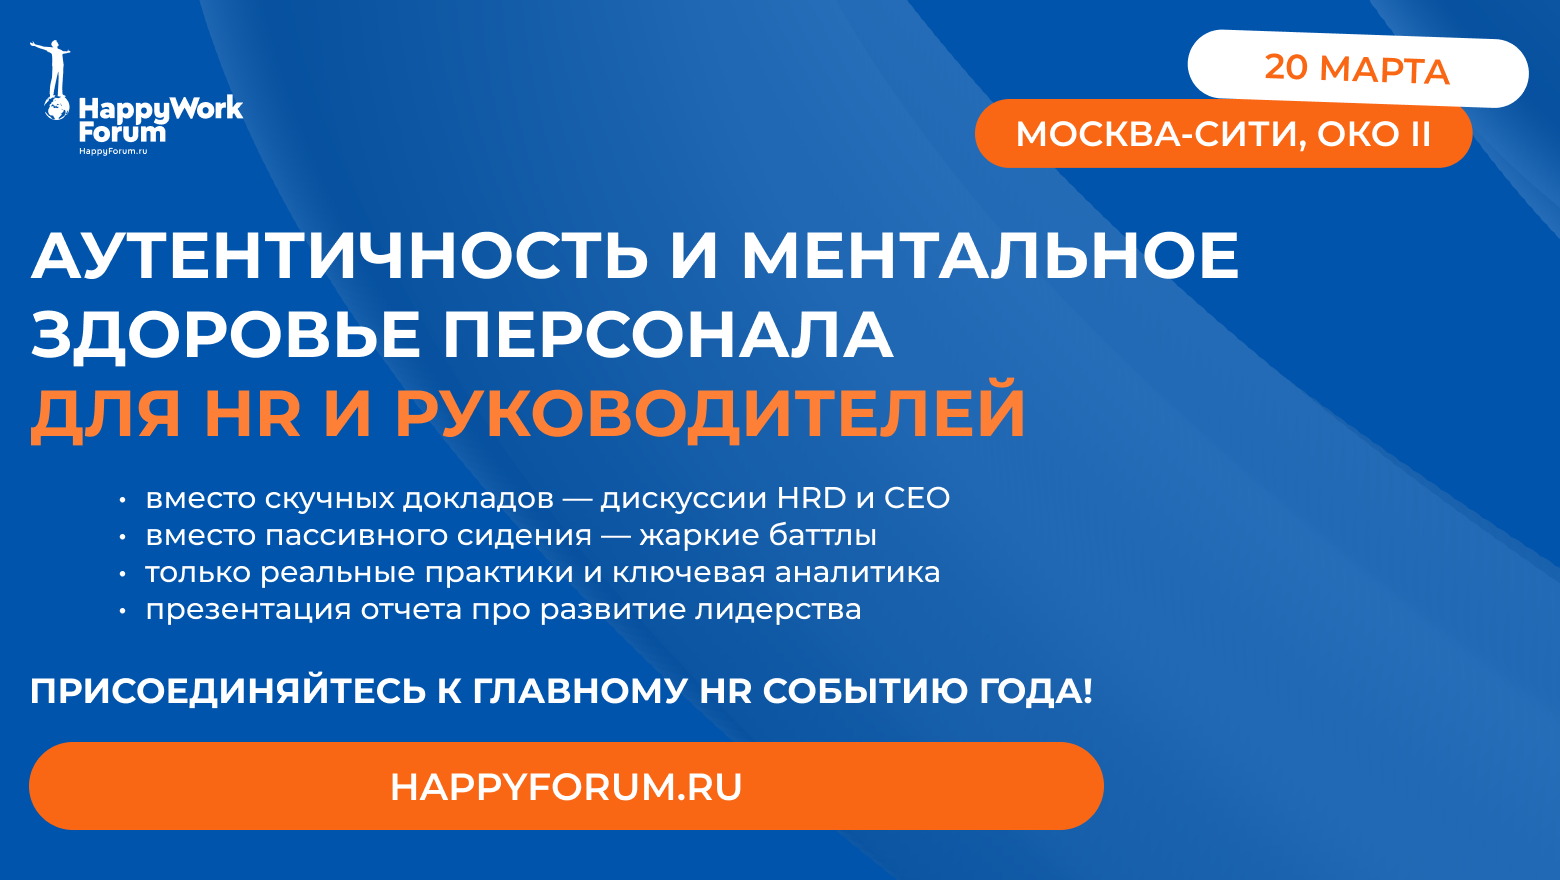 HappyWork
Forum
HappyForum.ru
20 МАРТА
МОСКВА-СИТИ, ОКО II
АУТЕНТИЧНОСТЬ И МЕНТАЛЬНОЕ
ЗДОРОВЬЕ ПЕРСОНАЛА
ДЛЯ HR И РУКОВОДИТЕЛЕЙ
• вместо скучных докладов — дискуссии HRD и CEO
• вместо пассивного сидения — жаркие баттлы
• только реальные практики и ключевая аналитика
• презентация отчета про развитие лидерства
ПРИСОЕДИНЯЙТЕСЬ К ГЛАВНОМУ HR СОБЫТИЮ ГОДА!
HAPPYFORUM.RU